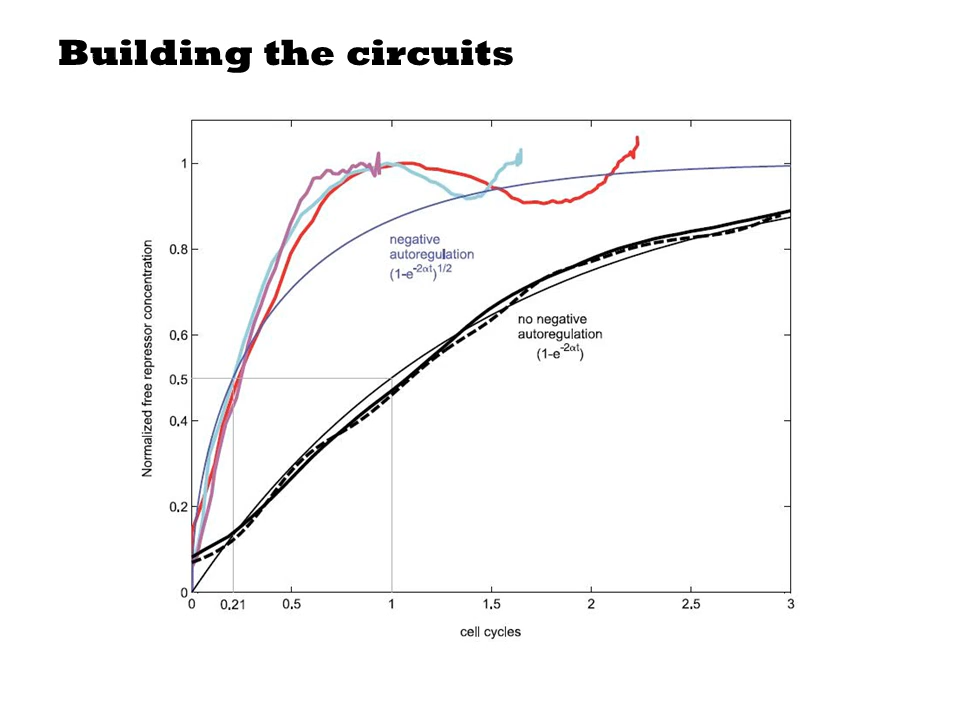 Building the circuits
Normalized free repressor concentration
1
0.8
0.6
0.5
0.4
0.2
0
negative
autoregulation
(1-e^-2αt)^1/2
no negative
autoregulation
(1-e^-2αt)
0 0.21 0.5 1 1.5 2 2.5 3
cell cycles